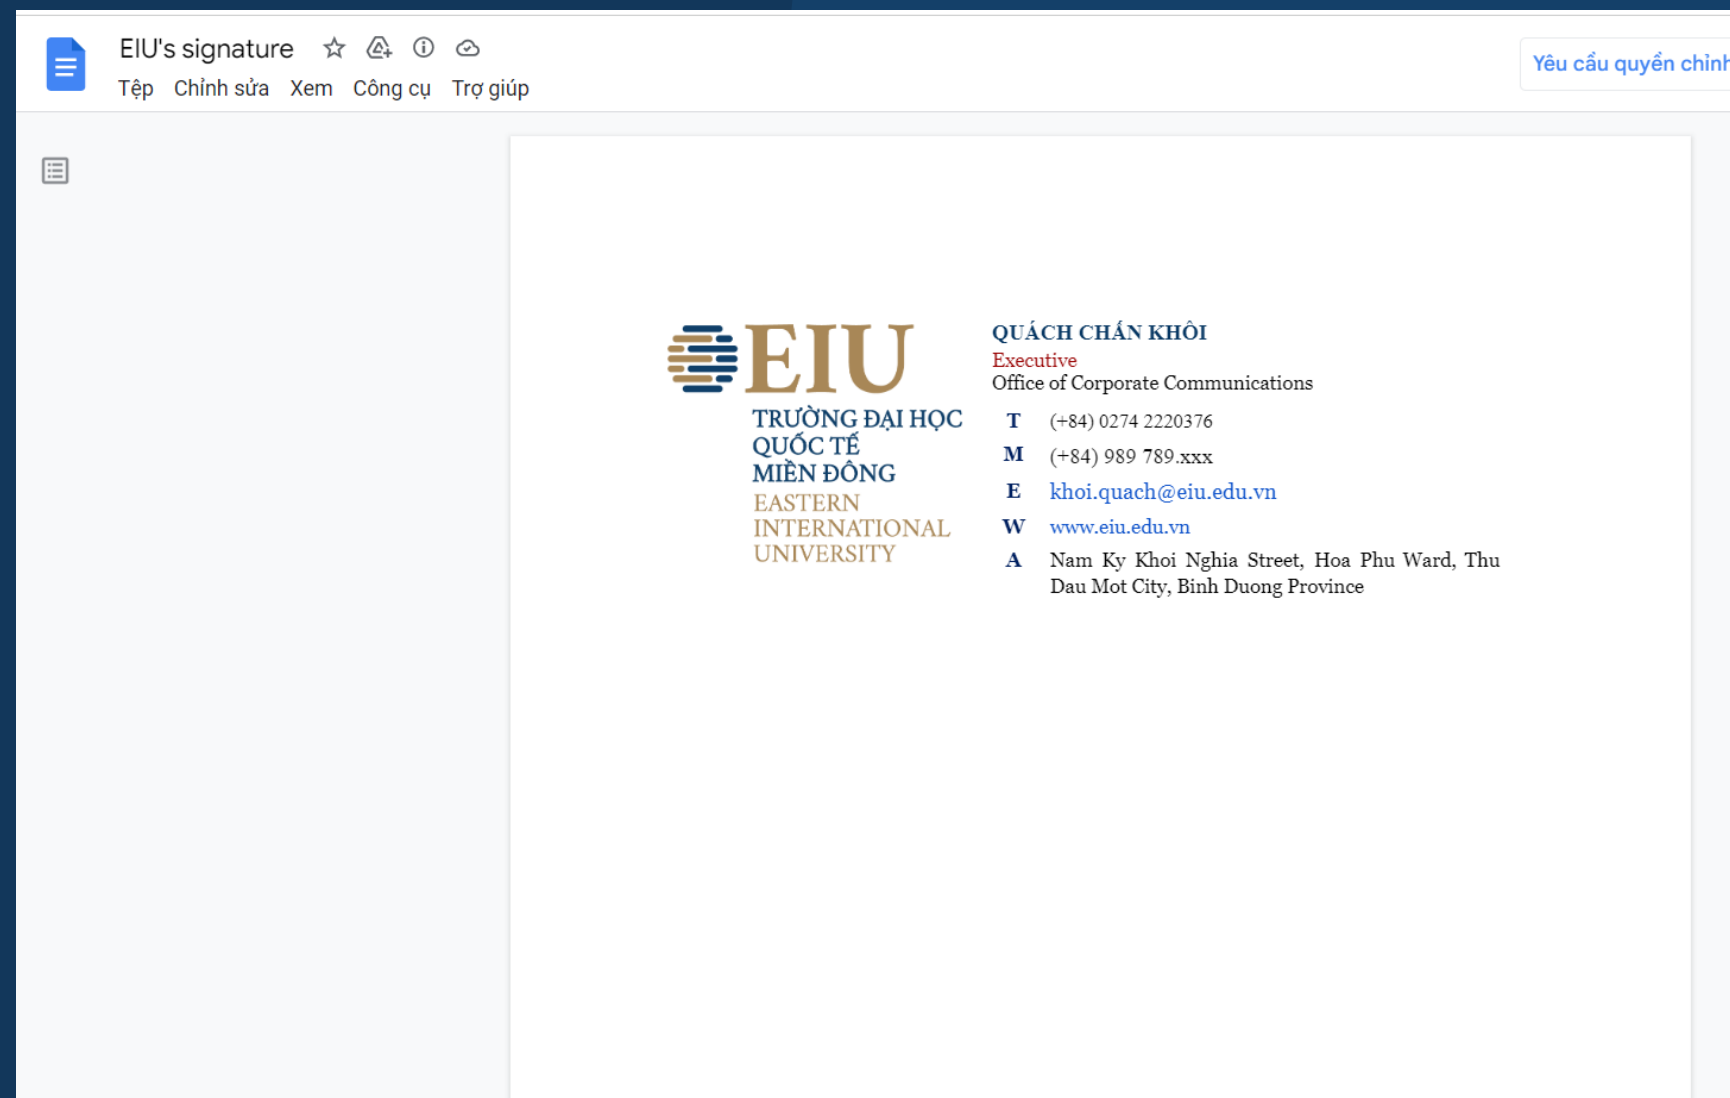 EIU's signature
Tệp Chỉnh sửa Xem Công cụ Trợ giúp
Yêu cầu quyền chỉnh
EIU
TRƯỜNG ĐẠI HỌC
QUỐC TẾ
MIỀN ĐÔNG
EASTERN
INTERNATIONAL
UNIVERSITY
QUÁCH CHẤN KHÔI
Executive
Office of Corporate Communications
T (+84) 0274 2220376
M (+84) 989 789.xxx
E khoi.quach@eiu.edu.vn
W www.eiu.edu.vn
A Nam Ky Khoi Nghia Street, Hoa Phu Ward, Thu
Dau Mot City, Binh Duong Province